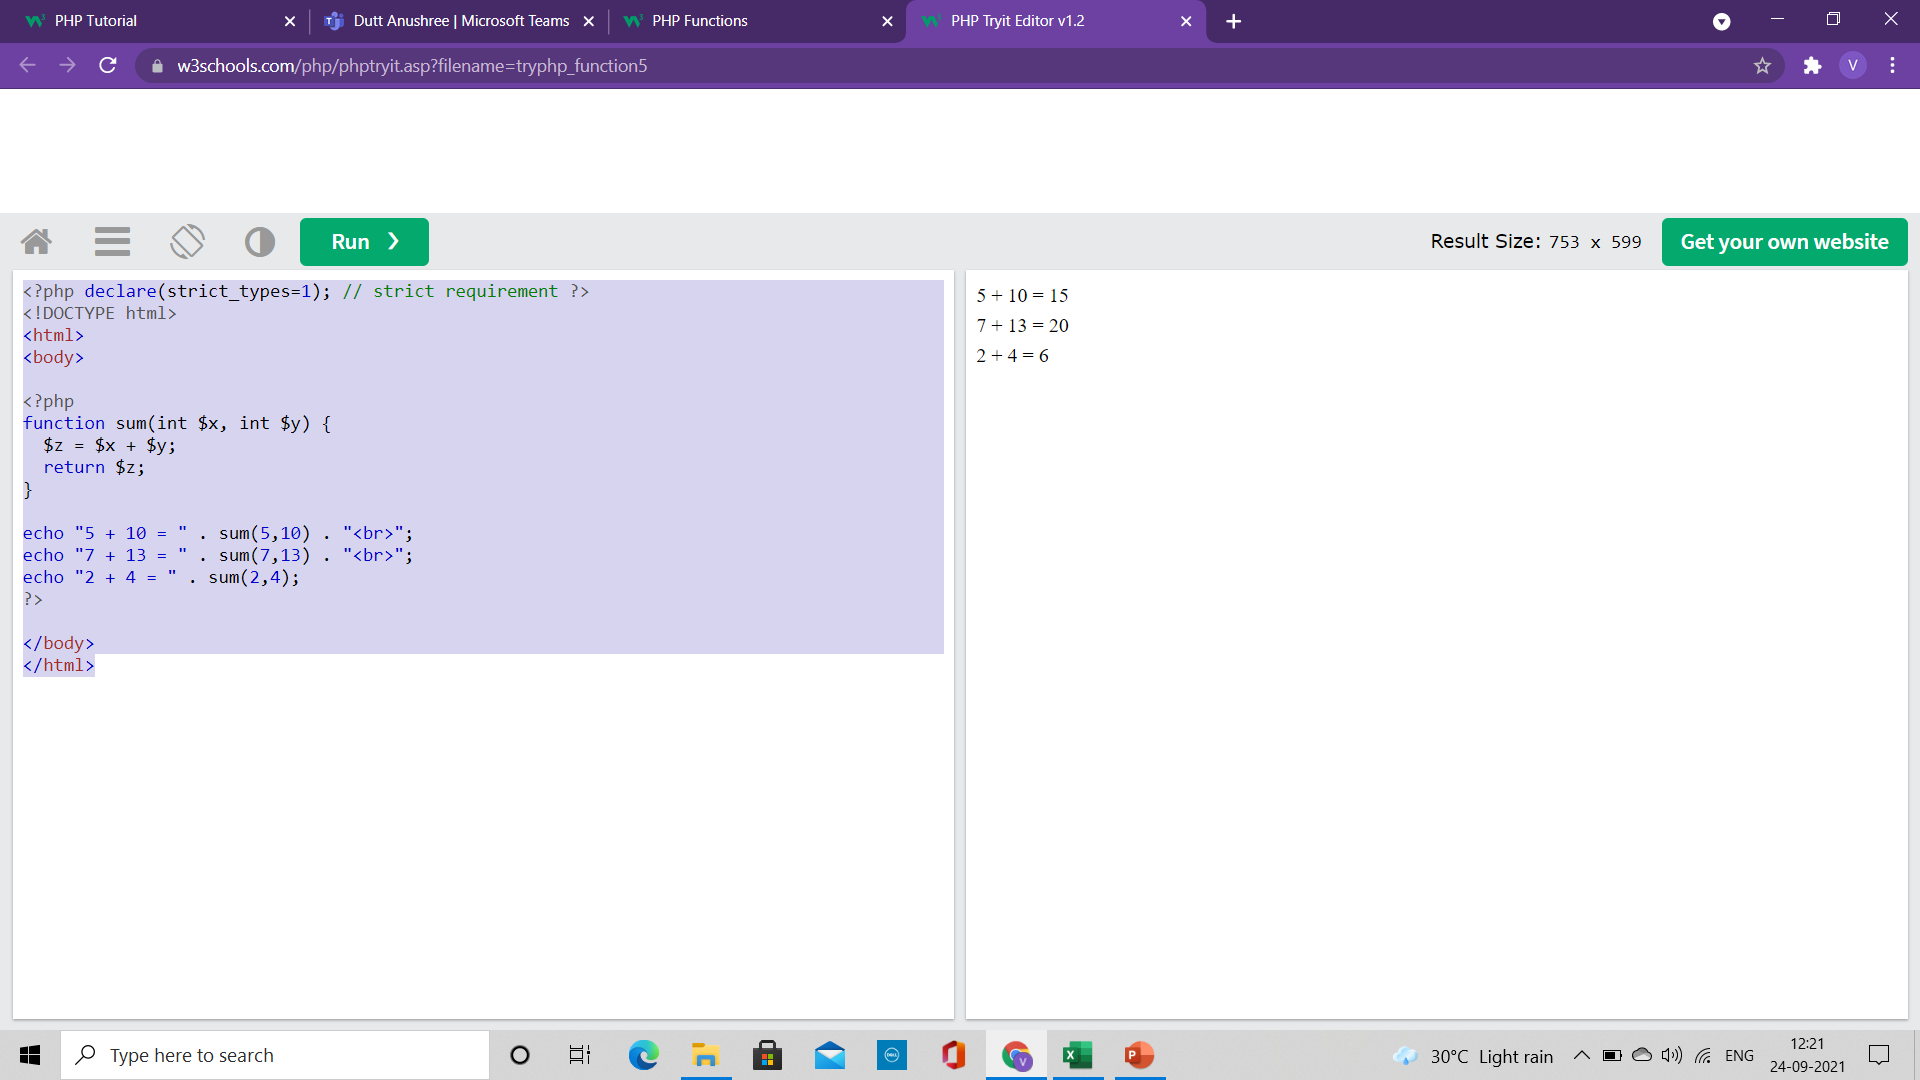 PHP Tutorial
Dutt Anushree | Microsoft Teams
PHP Functions
PHP Tryit Editor v1.2
w3schools.com/php/phptryit.asp?filename=tryphp_function5
V
Run ❯
Result Size: 753 x 599
Get your own website
<?php declare(strict_types=1); // strict requirement ?>
<!DOCTYPE html>
<html>
<body>
<?php
function sum(int $x, int $y) {
  $z = $x + $y;
  return $z;
}
echo "5 + 10 = " . sum(5,10) . "<br>";
echo "7 + 13 = " . sum(7,13) . "<br>";
echo "2 + 4 = " . sum(2,4);
?>
</body>
</html>
5 + 10 = 15
7 + 13 = 20
2 + 4 = 6
Type here to search
30°C Light rain
ENG
12:21
24-09-2021